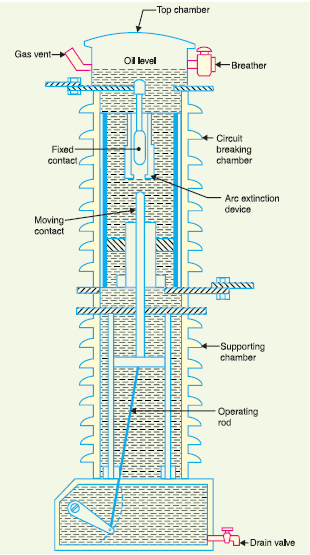 Top chamber
Gas vent
Oil level
Breather
Circuit
breaking
chamber
Fixed
contact
Arc extinction
device
Moving
contact
Supporting
chamber
Operating
rod
Drain valve